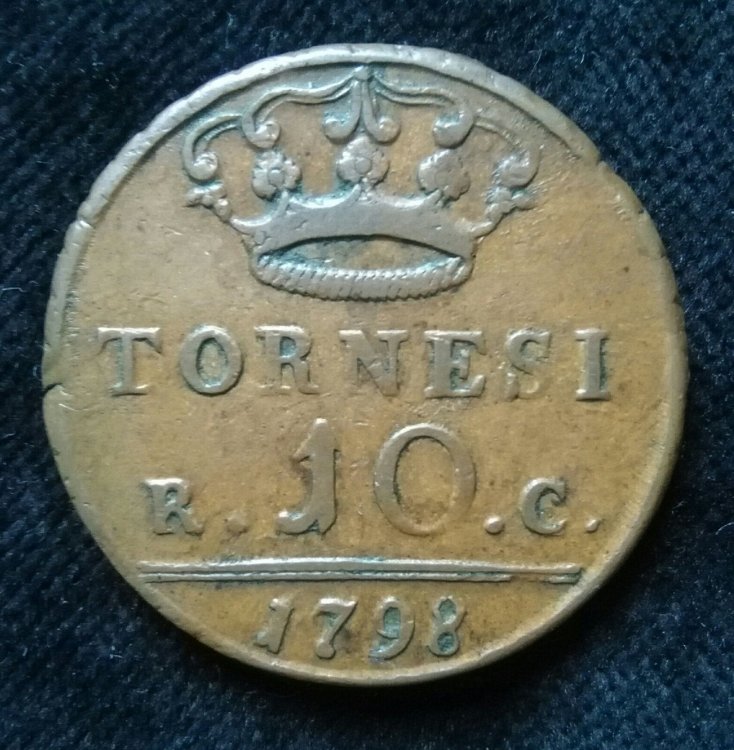 TORNESI
R. 10 .C.
1798